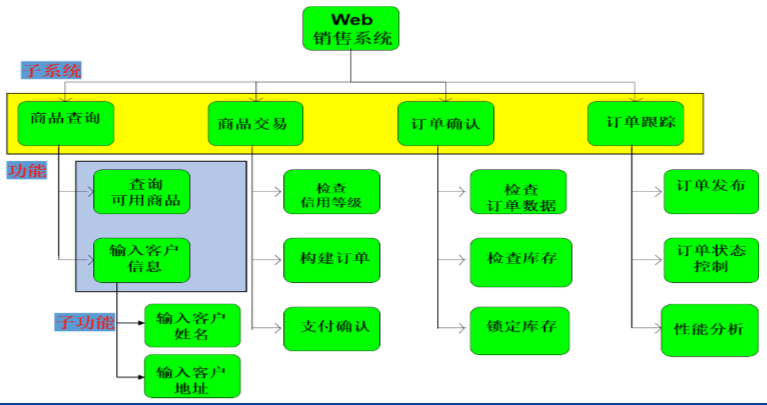 Web
销售系统
子系统
商品查询
商品交易
订单确认
订单跟踪
功能
查询
可用商品
检查
信用等级
检查
订单数据
订单发布
输入客户
信息
构建订单
检查库存
订单状态
控制
子功能
输入客户
姓名
支付确认
锁定库存
性能分析
输入客户
地址